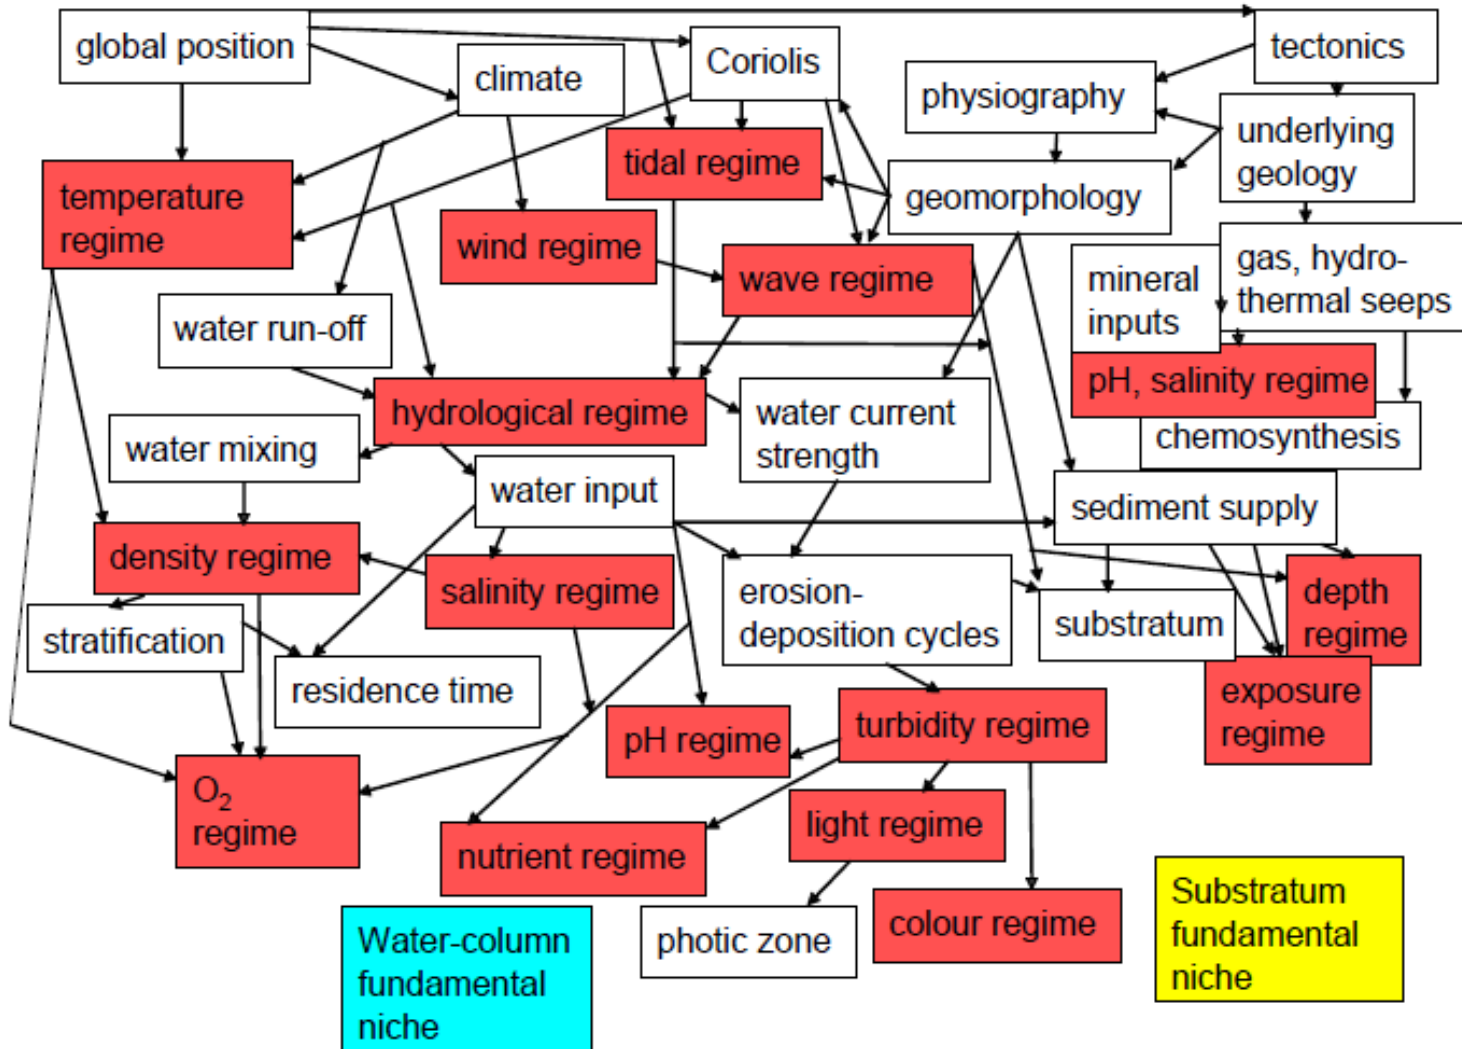 global position
climate
Coriolis
tectonics
physiography
underlying
geology
temperature
regime
tidal regime
geomorphology
wind regime
wave regime
mineral
inputs
gas, hydro-
thermal seeps
water run-off
pH, salinity regime
hydrological regime
water current
strength
chemosynthesis
water mixing
water input
sediment supply
density regime
salinity regime
erosion-
deposition cycles
substratum
depth
regime
stratification
residence time
pH regime
turbidity regime
exposure
regime
O2
regime
nutrient regime
light regime
colour regime
photic zone
Water-column
fundamental
niche
Substratum
fundamental
niche